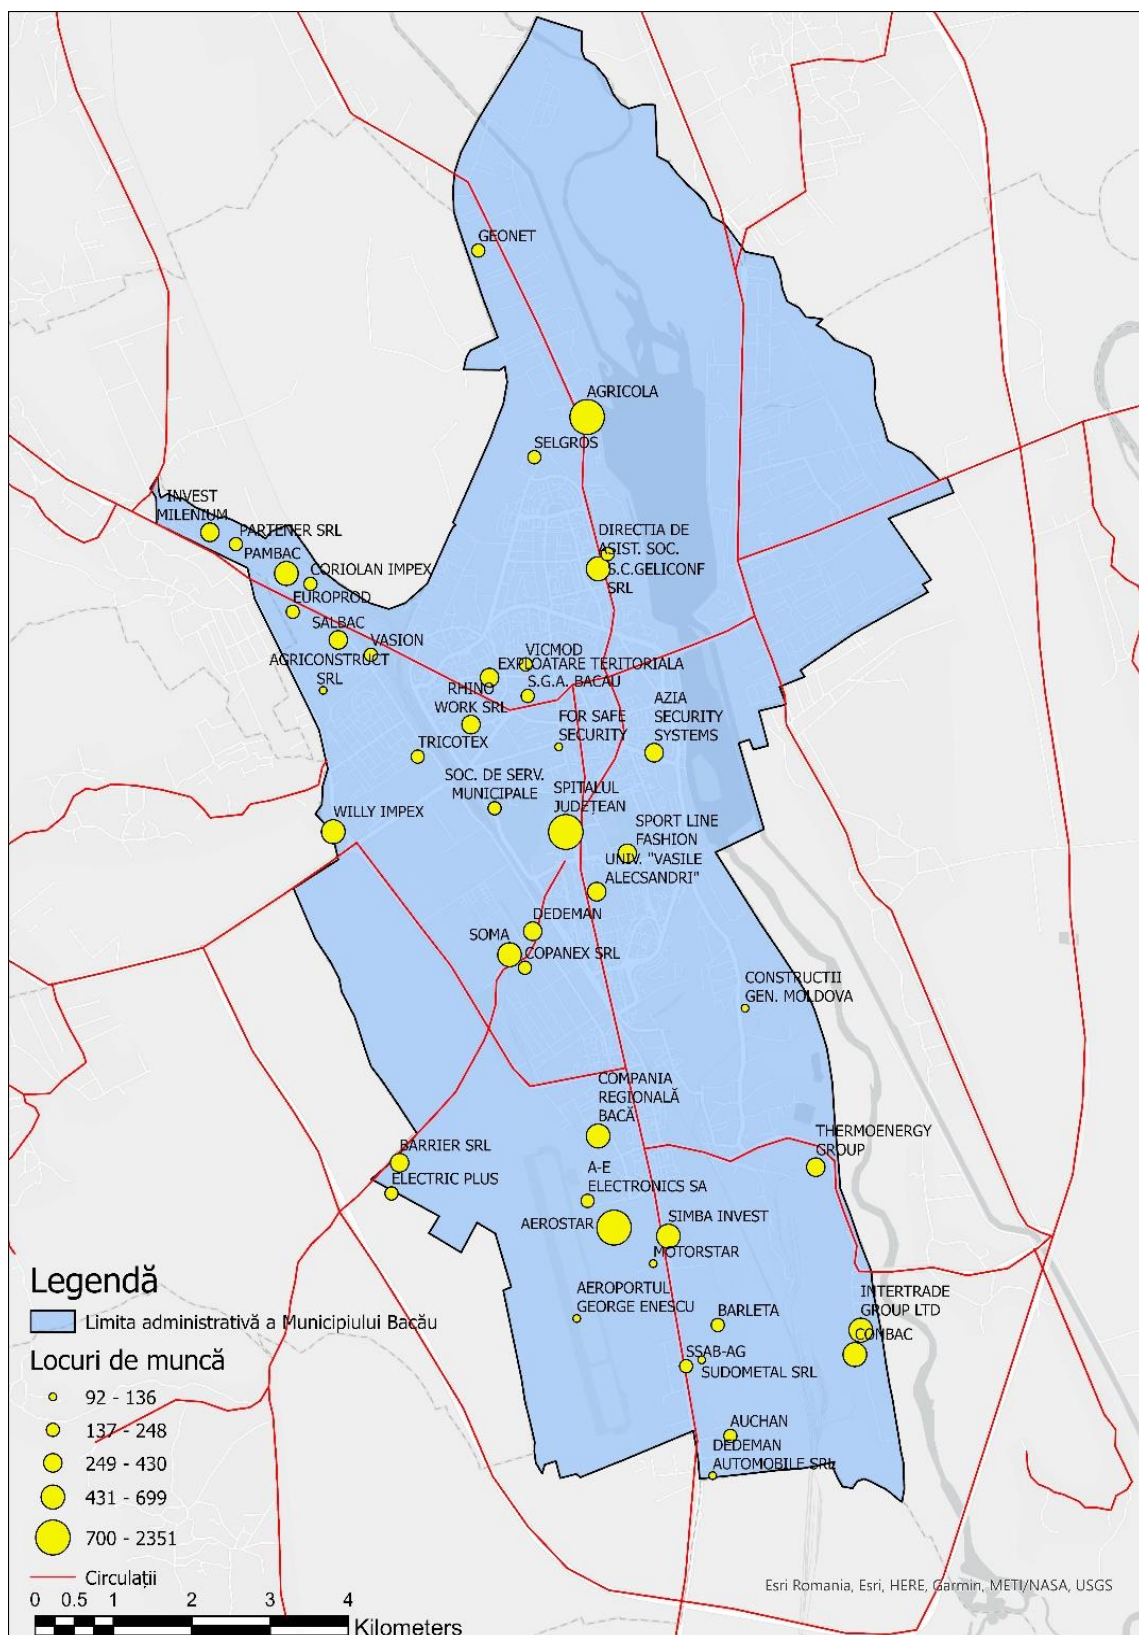 GEONET
AGRICOLA
SELGROS
INVEST
MILENIUM
PARTENER SRL
PAMBAC
CORIOLAN IMPEX
EUROPROD
SALBAC
VASION
AGRICONSTRUCT
SRL
DIRECTIA DE
ASIST. SOC.
S.C.GELICONF
SRL
VICMOD
EXPLOATARE TERITORIALA
S.G.A. BACAU
RHINO
WORK SRL
TRICOTEX
FOR SAFE
SECURITY
AZIA
SECURITY
SYSTEMS
SOC. DE SERV.
MUNICIPALE
SPITALUL
JUDEȚEAN
WILLY IMPEX
SPORT LINE
FASHION
UNIV. "VASILE
ALECSANDRI"
DEDEMAN
SOMA
COPANEX SRL
CONSTRUCTII
GEN. MOLDOVA
COMPANIA
REGIONALĂ
BACĂ
THERMOENERGY
GROUP
BARRIER SRL
ELECTRIC PLUS
A-E
ELECTRONICS SA
AEROSTAR
SIMBA INVEST
MOTORSTAR
AEROPORTUL
GEORGE ENESCU
BARLETA
INTERTRADE
GROUP LTD
COMBAC
SSAB-AG
SUDOMETAL SRL
AUCHAN
DEDEMAN
AUTOMOBILE SRL
Legendă
Limita administrativă a Municipiului Bacău
Locuri de muncă
92 - 136
137 - 248
249 - 430
431 - 699
700 - 2351
Circulații
0 0.5 1 2 3 4
Kilometers
Esri Romania, Esri, HERE, Garmin, METI/NASA, USGS